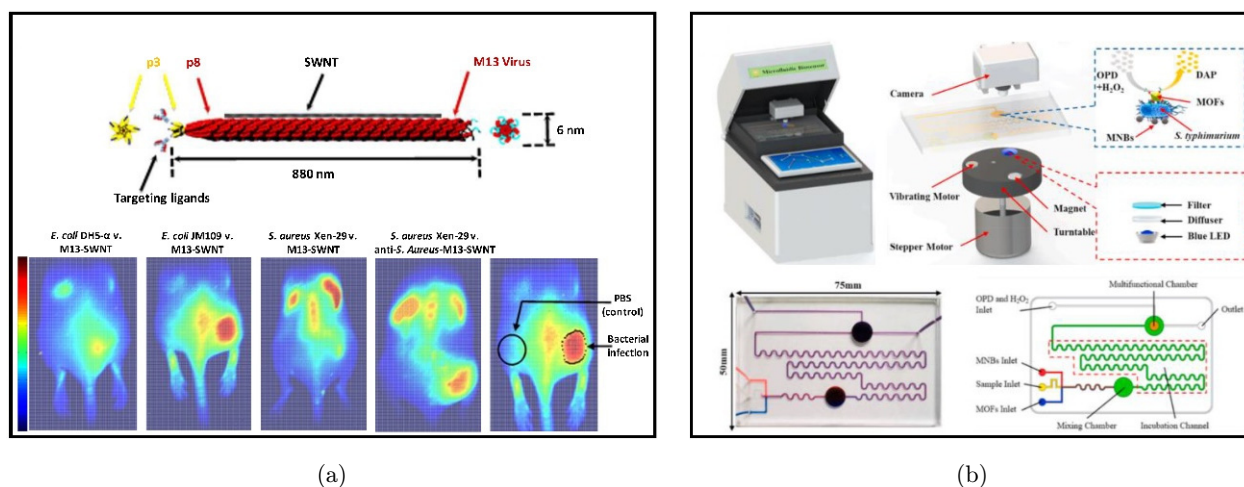 p3 p8 SWNT M13 Virus
6 nm
880 nm
Targeting ligands
E. coli DH5-α v.
M13-SWNT
E. coli JM109 v.
M13-SWNT
S. aureus Xen-29 v.
M13-SWNT
S. aureus Xen-29 v.
anti-S. Aureus-M13-SWNT
PBS
(control)
Bacterial
infection
(a)
Microfluidic Biosensor
Camera
OPD
+H2O2
DAP
MOFs
S. typhimurium
MNBs
Vibrating Motor
Magnet
Turntable
Stepper Motor
Filter
Diffuser
Blue LED
75mm
50mm
Multifunctional Chamber
OPD and H2O2
Inlet
Outlet
MNBs Inlet
Sample Inlet
MOFs Inlet
Mixing Chamber
Incubation Channel
(b)